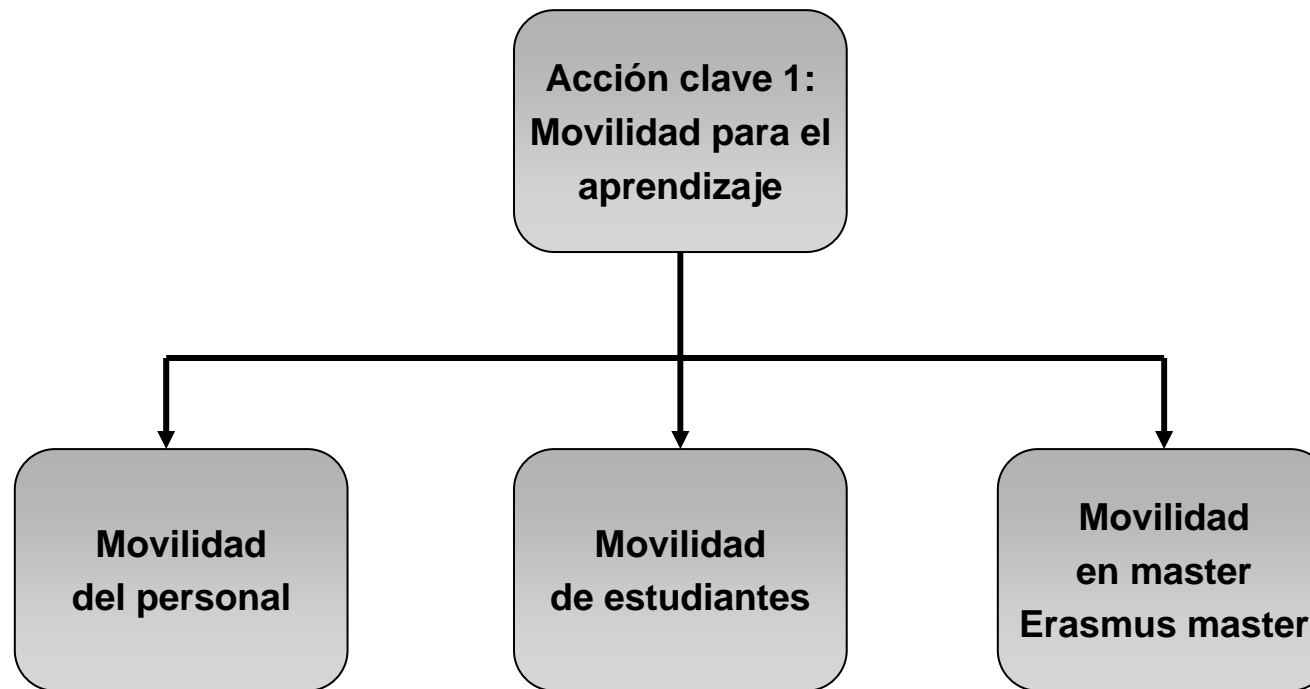 Acción clave 1:
Movilidad para el
aprendizaje
Movilidad
del personal
Movilidad
de estudiantes
Movilidad
en master
Erasmus master